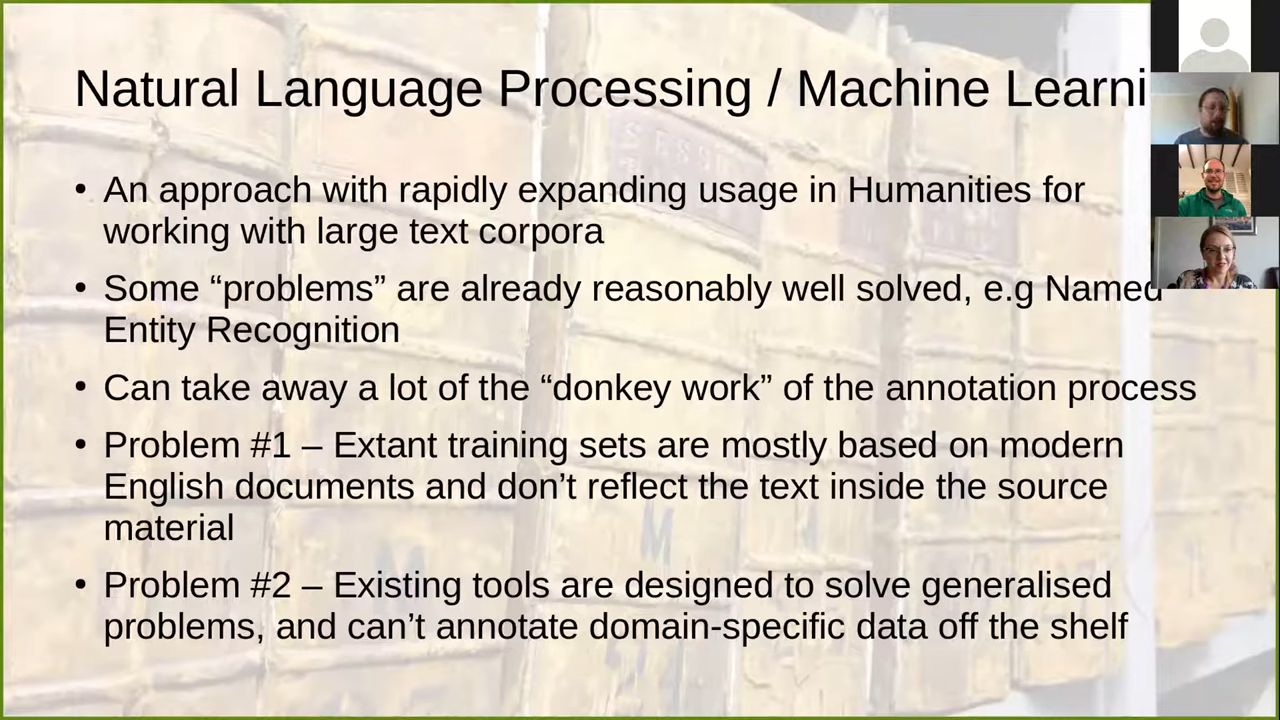 Natural Language Processing / Machine Learni
• An approach with rapidly expanding usage in Humanities for
working with large text corpora
• Some “problems” are already reasonably well solved, e.g Named
Entity Recognition
• Can take away a lot of the “donkey work” of the annotation process
• Problem #1 – Extant training sets are mostly based on modern
English documents and don’t reflect the text inside the source
material
• Problem #2 – Existing tools are designed to solve generalised
problems, and can’t annotate domain-specific data off the shelf